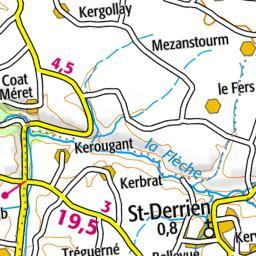 Kergollay
Mezanstourm
4,5
Coat
Méret
le Fers
la Flèche
Kerougant
Kerbrat
3
St-Derrien
19,5
0,8
Tréguerné
Bellevue